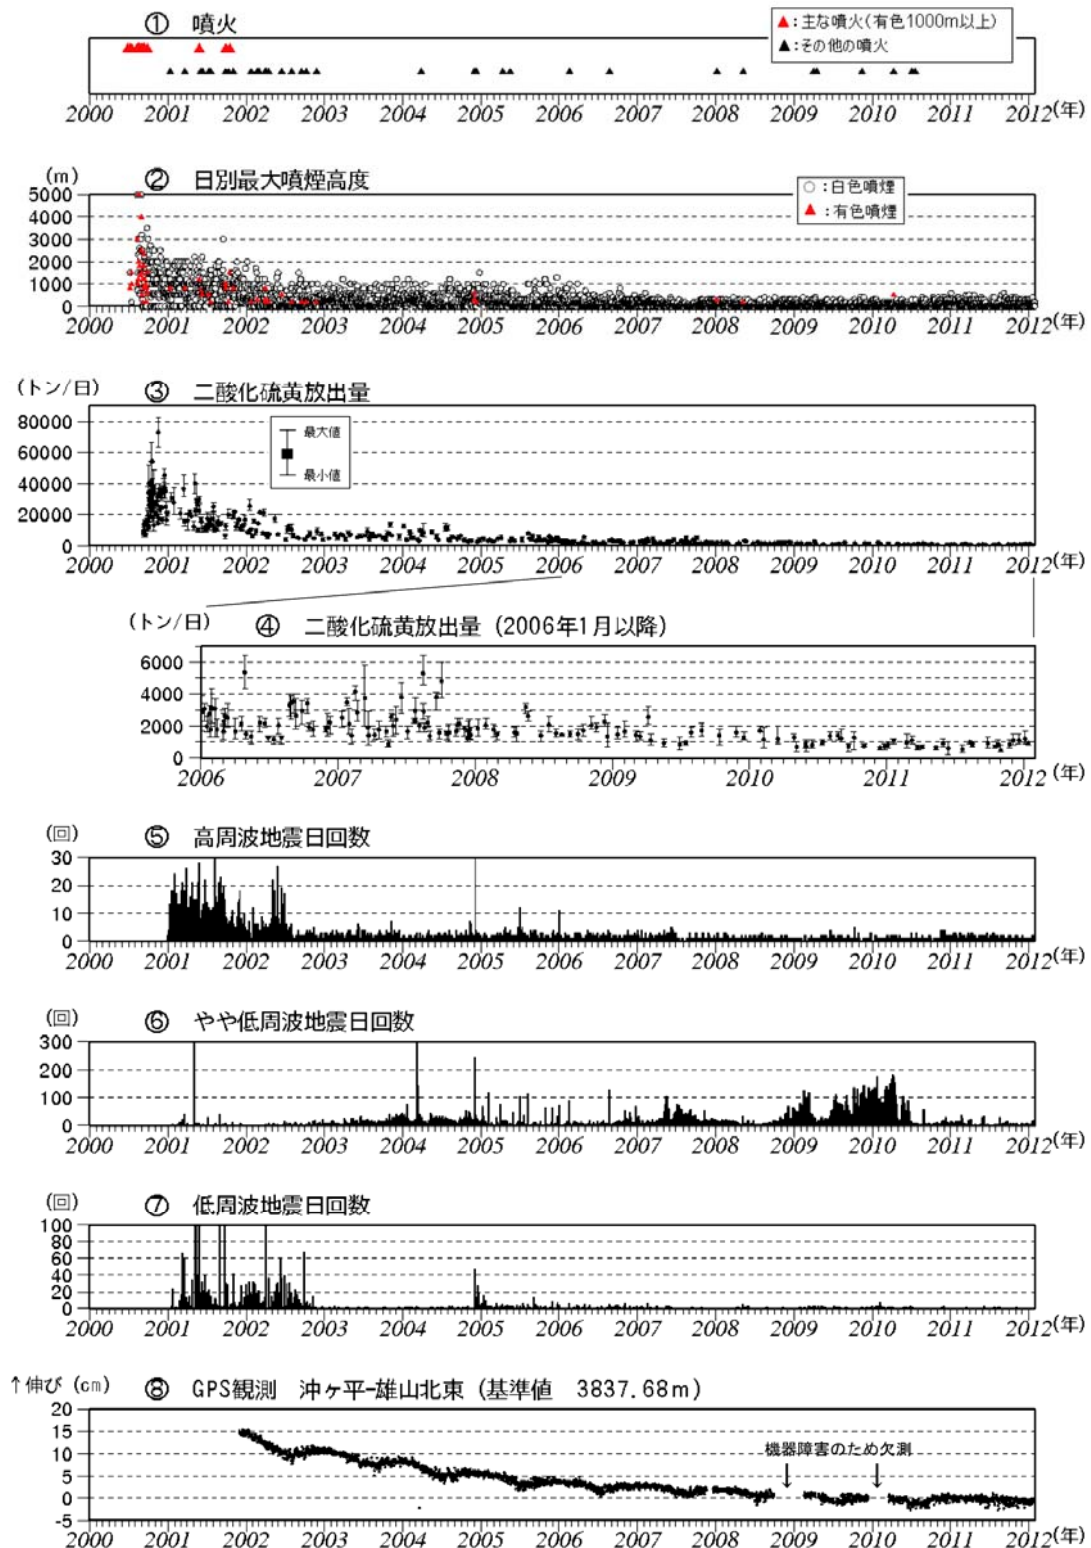 ① 噴火
▲：主な噴火(有色1000m以上)
▲：その他の噴火
2000 2001 2002 2003 2004 2005 2006 2007 2008 2009 2010 2011 2012(年)
(m) ② 日別最大噴煙高度
○：白色噴煙
▲：有色噴煙
5000
4000
3000
2000
1000
0
2000 2001 2002 2003 2004 2005 2006 2007 2008 2009 2010 2011 2012(年)
(トン/日) ③ 二酸化硫黄放出量
最大値
最小値
80000
60000
40000
20000
0
2000 2001 2002 2003 2004 2005 2006 2007 2008 2009 2010 2011 2012(年)
(トン/日) ④ 二酸化硫黄放出量 (2006年1月以降)
6000
4000
2000
0
2006 2007 2008 2009 2010 2011 2012 (年)
(回) ⑤ 高周波地震日回数
30
20
10
0
2000 2001 2002 2003 2004 2005 2006 2007 2008 2009 2010 2011 2012(年)
(回) ⑥ やや低周波地震日回数
300
200
100
0
2000 2001 2002 2003 2004 2005 2006 2007 2008 2009 2010 2011 2012(年)
(回) ⑦ 低周波地震日回数
100
80
60
40
20
0
2000 2001 2002 2003 2004 2005 2006 2007 2008 2009 2010 2011 2012(年)
↑伸び (cm) ⑧ GPS観測 沖ヶ平-雄山北東 (基準値 3837.68m)
20
15
10
5
0
-5
機器障害のため欠測
2000 2001 2002 2003 2004 2005 2006 2007 2008 2009 2010 2011 2012(年)